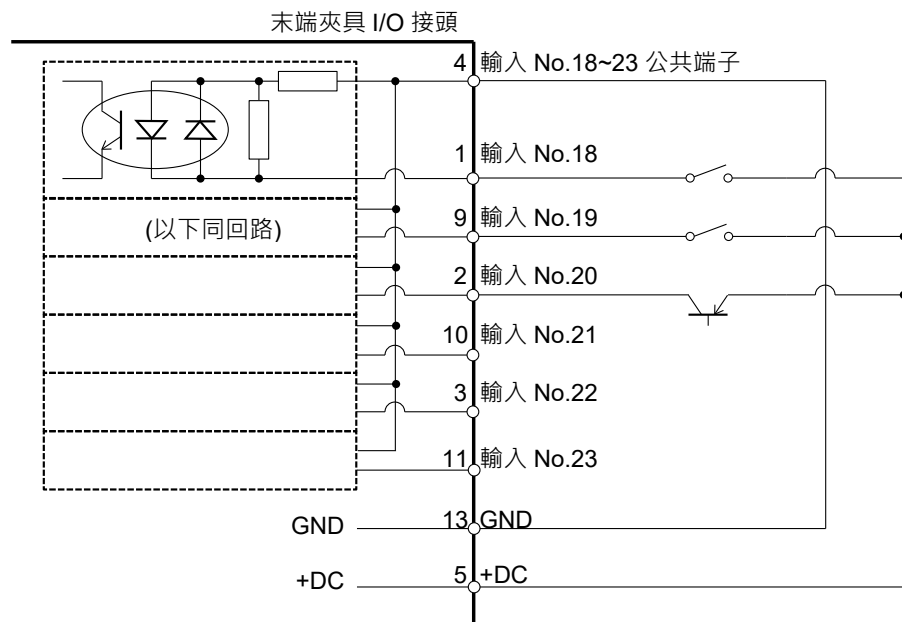 末端夾具 I/O 接頭
4 輸入 No.18~23 公共端子
1 輸入 No.18
(以下同回路)
9 輸入 No.19
2 輸入 No.20
10 輸入 No.21
3 輸入 No.22
11 輸入 No.23
GND 13 GND
+DC 5 +DC